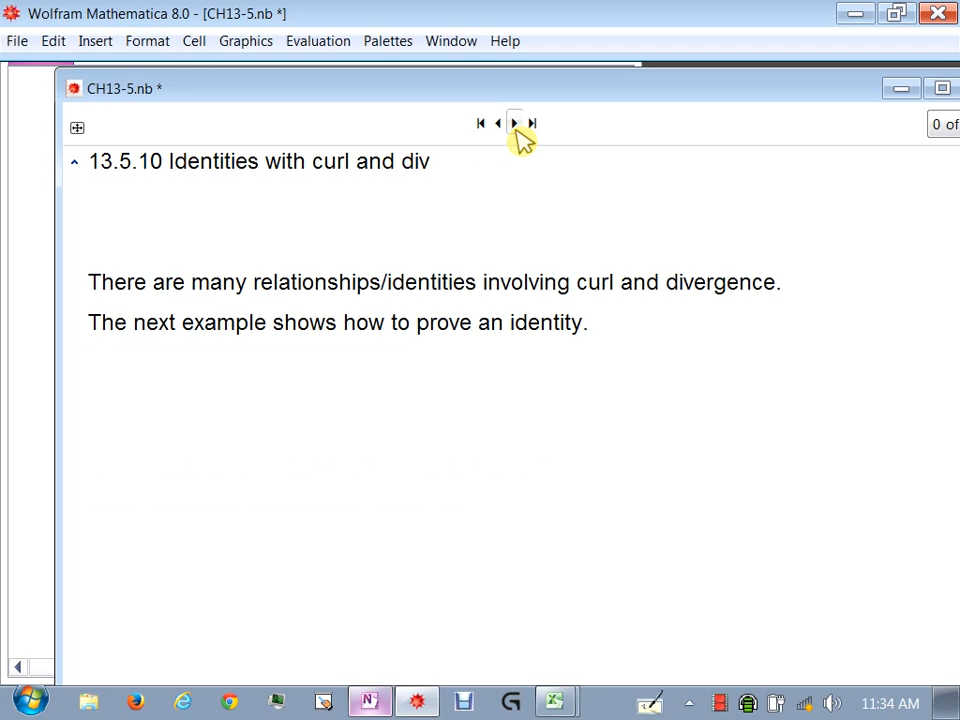 Wolfram Mathematica 8.0 - [CH13-5.nb *]
File Edit Insert Format Cell Graphics Evaluation Palettes Window Help
CH13-5.nb *
0 of
13.5.10 Identities with curl and div
There are many relationships/identities involving curl and divergence.
The next example shows how to prove an identity.
11:34 AM